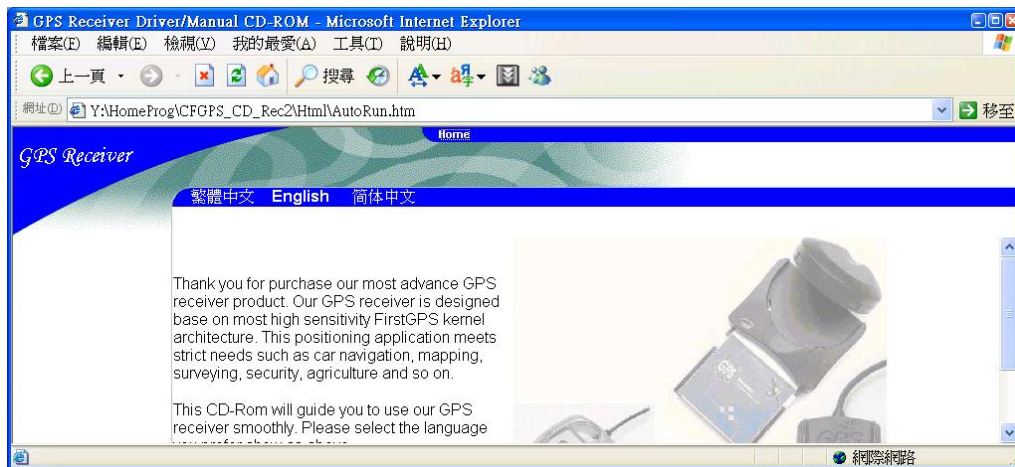 GPS Receiver Driver/Manual CD-ROM - Microsoft Internet Explorer
檔案(F) 編輯(E) 檢視(V) 我的最愛(A) 工具(T) 說明(H)
上一頁 搜尋
網址(D) Y:\HomeProg\CFGPS_CD_Rec2\Html\AutoRun.htm 移至
Home
GPS Receiver
繁體中文 English 简体中文
Thank you for purchase our most advance GPS
receiver product. Our GPS receiver is designed
base on most high sensitivity FirstGPS kernel
architecture. This positioning application meets
strict needs such as car navigation, mapping,
surveying, security, agriculture and so on.
This CD-Rom will guide you to use our GPS
receiver smoothly. Please select the language
GPS
GPS
網際網路